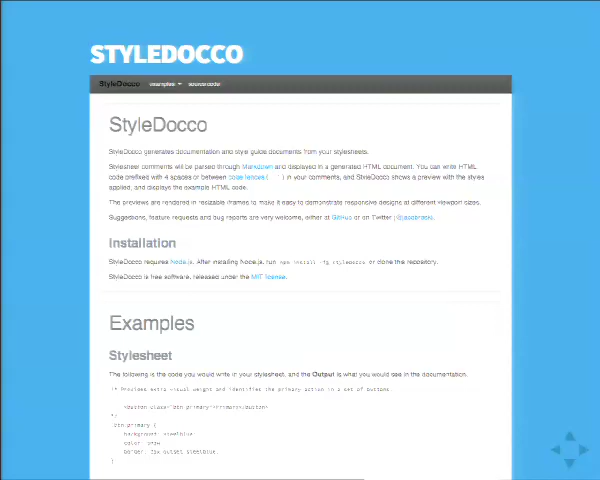 STYLEDOCCO
StyleDocco examples source code
StyleDocco
StyleDocco generates documentation and style guide documents from your stylesheets.
Stylesheet comments will be parsed through Markdown and displayed in a generated HTML document. You can write HTML
code prefixed with 4 spaces or between code fences ( ) in your comments, and StyleDocco shows a preview with the styles
applied, and displays the example HTML code.
The previews are rendered in resizable iframes to make it easy to demonstrate responsive designs at different viewport sizes.
Suggestions, feature requests and bug reports are very welcome, either at GitHub or on Twitter (@jacobrask).
Installation
StyleDocco requires Node.js. After installing Node.js, run npm install -fg styledocco or clone this repository.
StyleDocco is free software, released under the MIT license.
Examples
Stylesheet
The following is the code you would write in your stylesheet, and the Output is what you would see in the documentation.
/* Provides extra visual weight and identifies the primary action in a set of buttons.
<button class="btn primary">Primary</button>
*/
.btn.primary {
background: steelblue;
color: snow;
border: 2px outset steelblue;
}